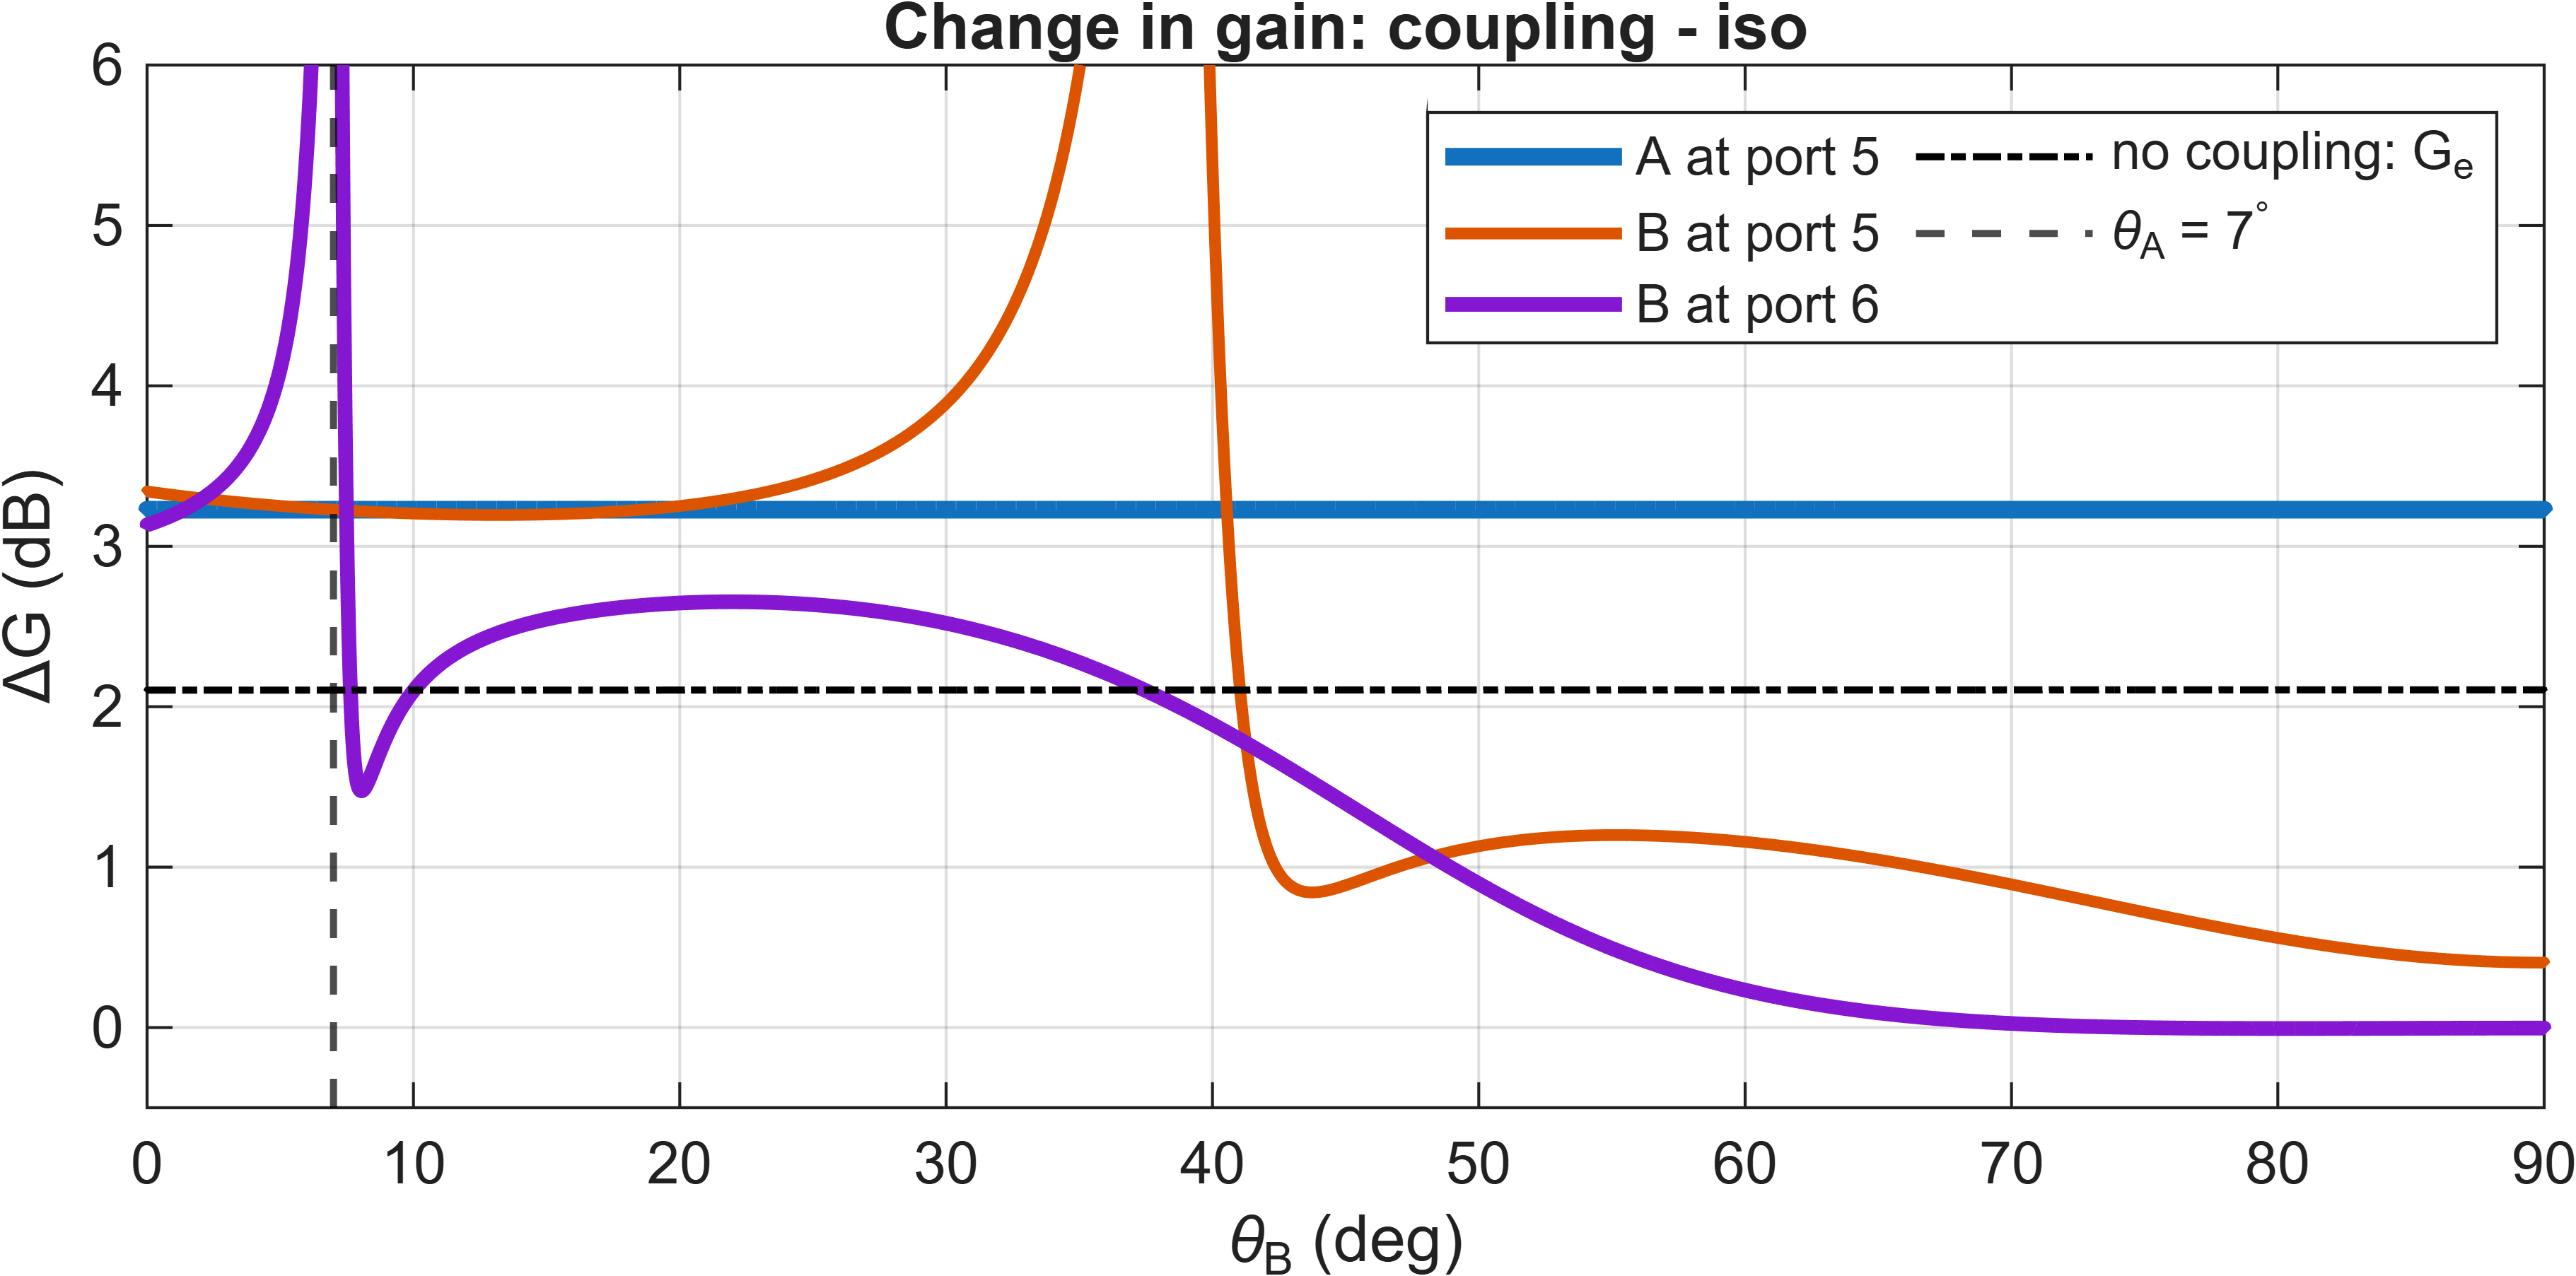 Change in gain: coupling - iso
6
5
4
3
2
1
0
ΔG (dB)
A at port 5
B at port 5
B at port 6
no coupling: Ge
θA = 7°
0 10 20 30 40 50 60 70 80 90
θB (deg)